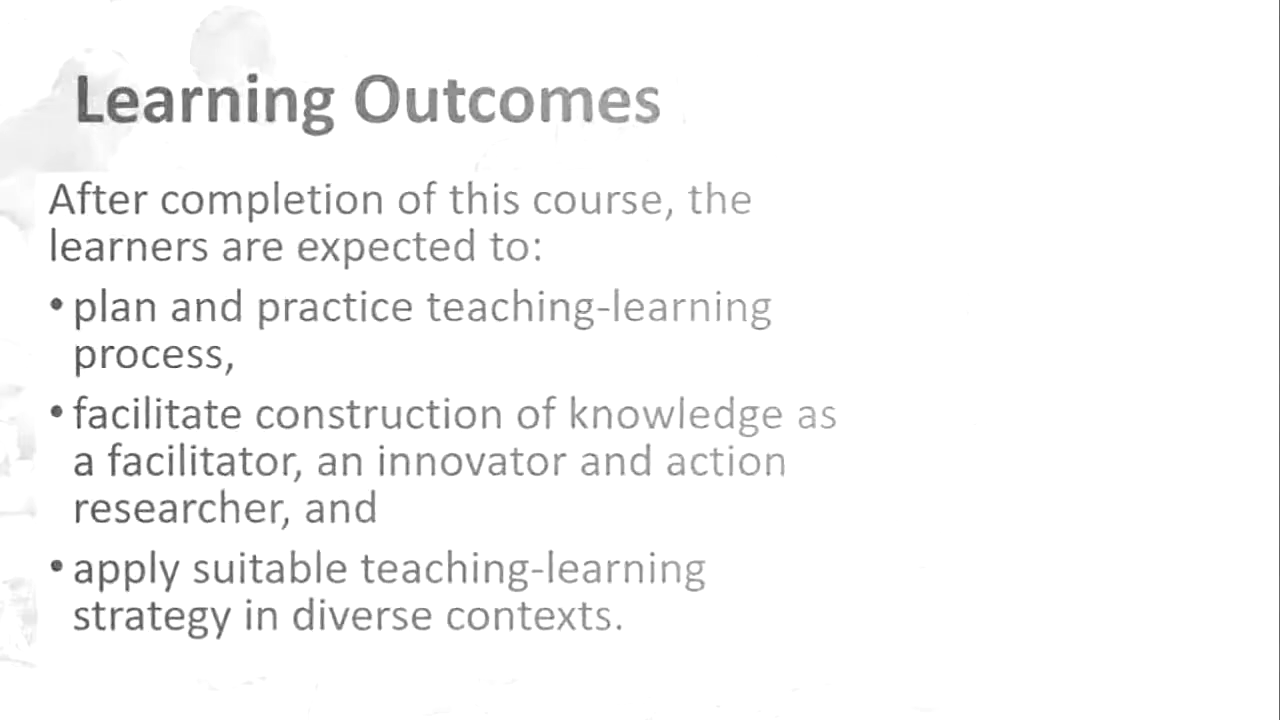 Learning Outcomes
After completion of this course, the
learners are expected to:
• plan and practice teaching-learning
process,
• facilitate construction of knowledge as
a facilitator, an innovator and action
researcher, and
• apply suitable teaching-learning
strategy in diverse contexts.